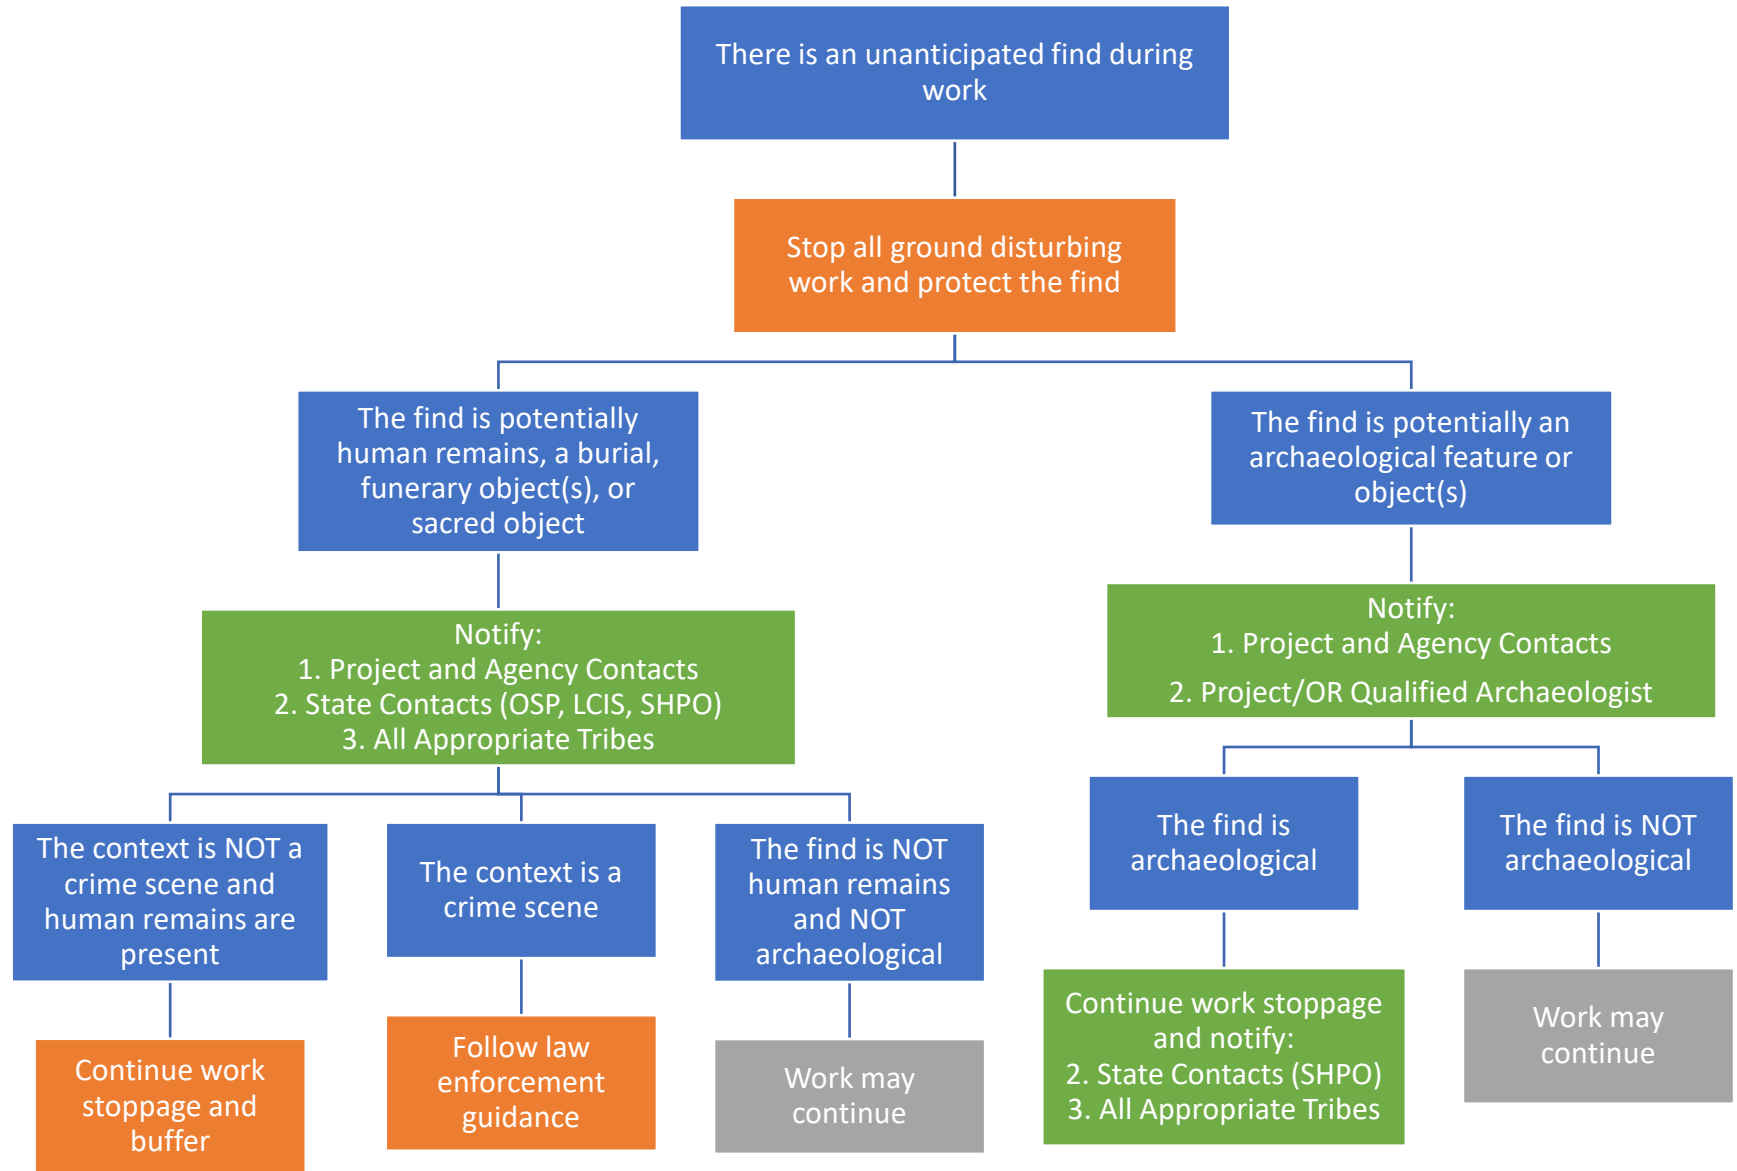 There is an unanticipated find during
work
Stop all ground disturbing
work and protect the find
The find is potentially
human remains, a burial,
funerary object(s), or
sacred object
The find is potentially an
archaeological feature or
object(s)
Notify:
1. Project and Agency Contacts
2. State Contacts (OSP, LCIS, SHPO)
3. All Appropriate Tribes
Notify:
1. Project and Agency Contacts
2. Project/OR Qualified Archaeologist
The context is NOT a
crime scene and
human remains are
present
The context is a
crime scene
The find is NOT
human remains
and NOT
archaeological
The find is
archaeological
The find is NOT
archaeological
Continue work
stoppage and
buffer
Follow law
enforcement
guidance
Work may
continue
Continue work stoppage
and notify:
2. State Contacts (SHPO)
3. All Appropriate Tribes
Work may
continue